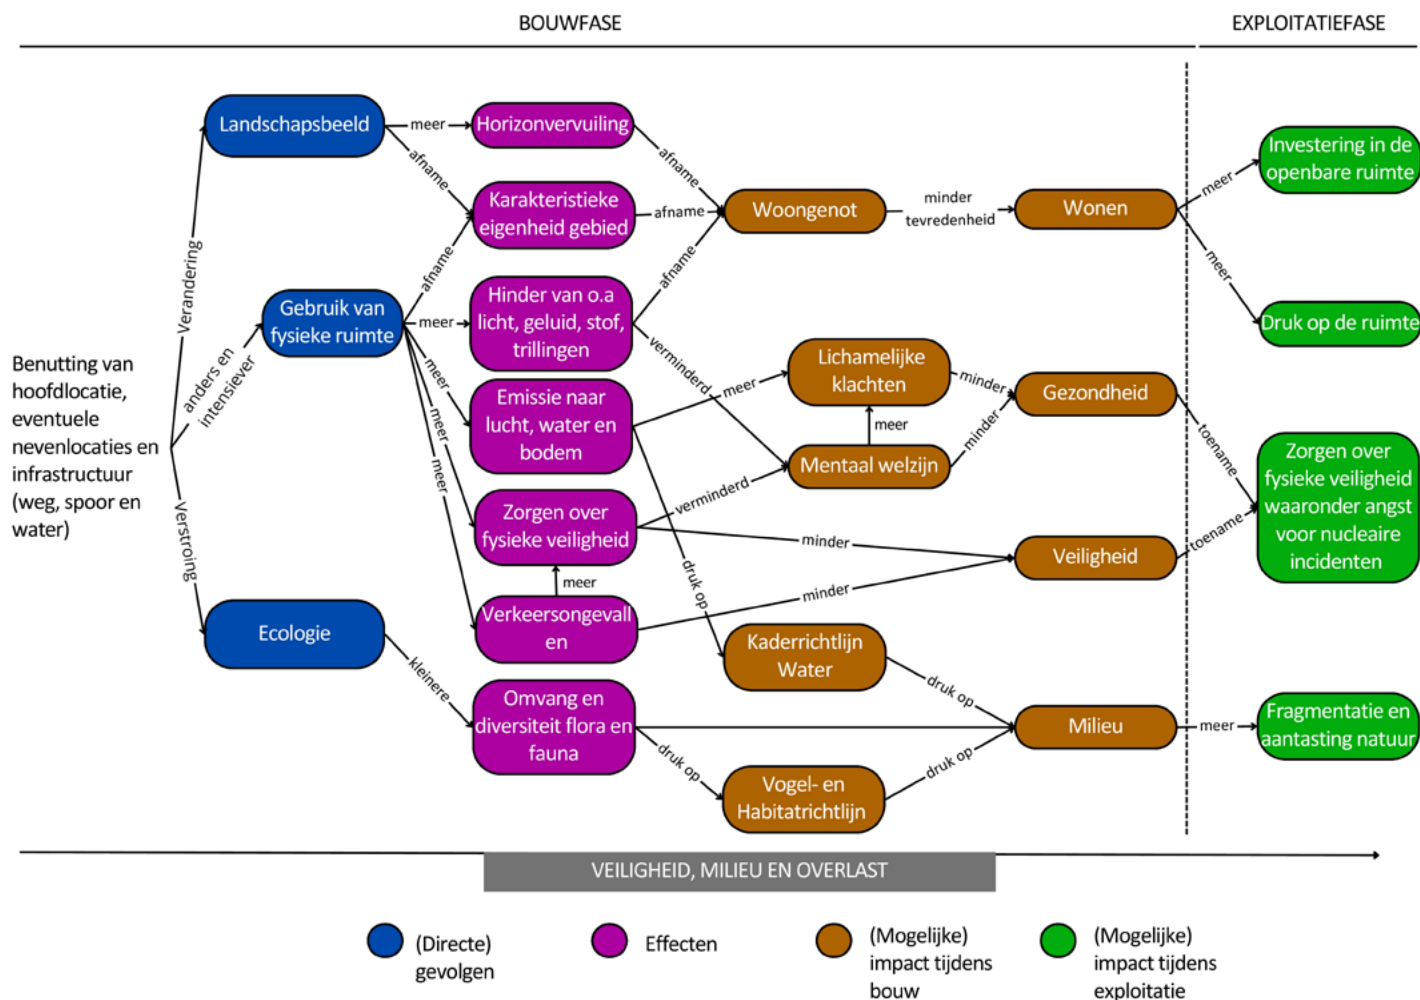 BOUWFASE
EXPLOITATIEFASE
Benutting van
hoofdlocatie,
eventuele
nevenlocaties en
infrastructuur
(weg, spoor en
water)
Verandering
anders en
intensiever
Verstroing
Landschapsbeeld
Gebruik van
fysieke ruimte
Ecologie
meer
afname
afname
meer
meer
meer
meer
kleinere
Horizonvervuiling
Karakteristieke
eigenheid gebied
Hinder van o.a
licht, geluid, stof,
trillingen
Emissie naar
lucht, water en
bodem
Zorgen over
fysieke veiligheid
meer
Verkeersongevall
en
Omvang en
diversiteit flora en
fauna
afname
afname
afname
verminderd
meer
verminderd
druk op
minder
minder
druk op
Woongenot
Lichamelijke
klachten
meer
Mentaal welzijn
Kaderrichtlijn
Water
Vogel- en
Habitatrichtlijn
minder
tevredenheid
minder
minder
druk op
druk op
Wonen
Gezondheid
Veiligheid
Milieu
meer
meer
toename
toename
meer
Investering in de
openbare ruimte
Druk op de ruimte
Zorgen over
fysieke veiligheid
waaronder angst
voor nucleaire
incidenten
Fragmentatie en
aantasting natuur
VEILIGHEID, MILIEU EN OVERLAST
(Directe)
gevolgen
Effecten
(Mogelijke)
impact tijdens
bouw
(Mogelijke)
impact tijdens
exploitatie